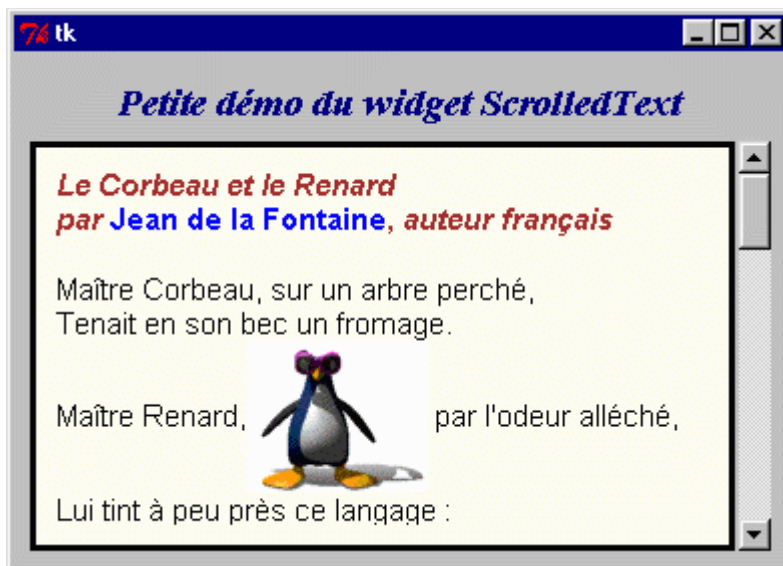 tk
Petite démo du widget ScrolledText
Le Corbeau et le Renard
par Jean de la Fontaine, auteur français
Maître Corbeau, sur un arbre perché,
Tenait en son bec un fromage.
Maître Renard, par l'odeur alléché,
Lui tint à peu près ce langage :